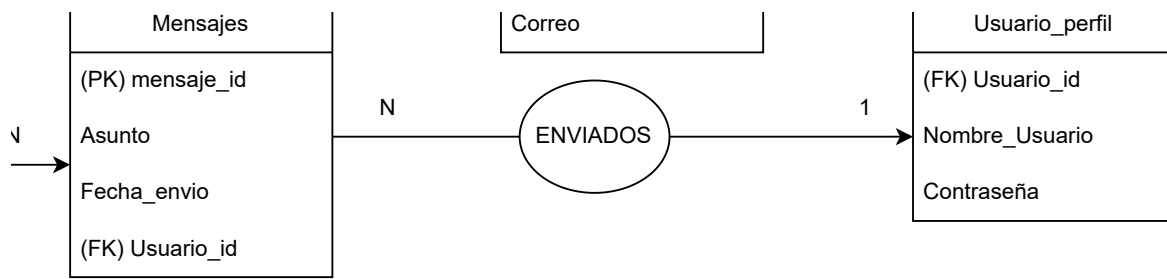 Mensajes
Correo
Usuario_perfil
(PK) mensaje_id
(FK) Usuario_id
N
N
1
Asunto
ENVIADOS
Nombre_Usuario
Fecha_envio
Contraseña
(FK) Usuario_id